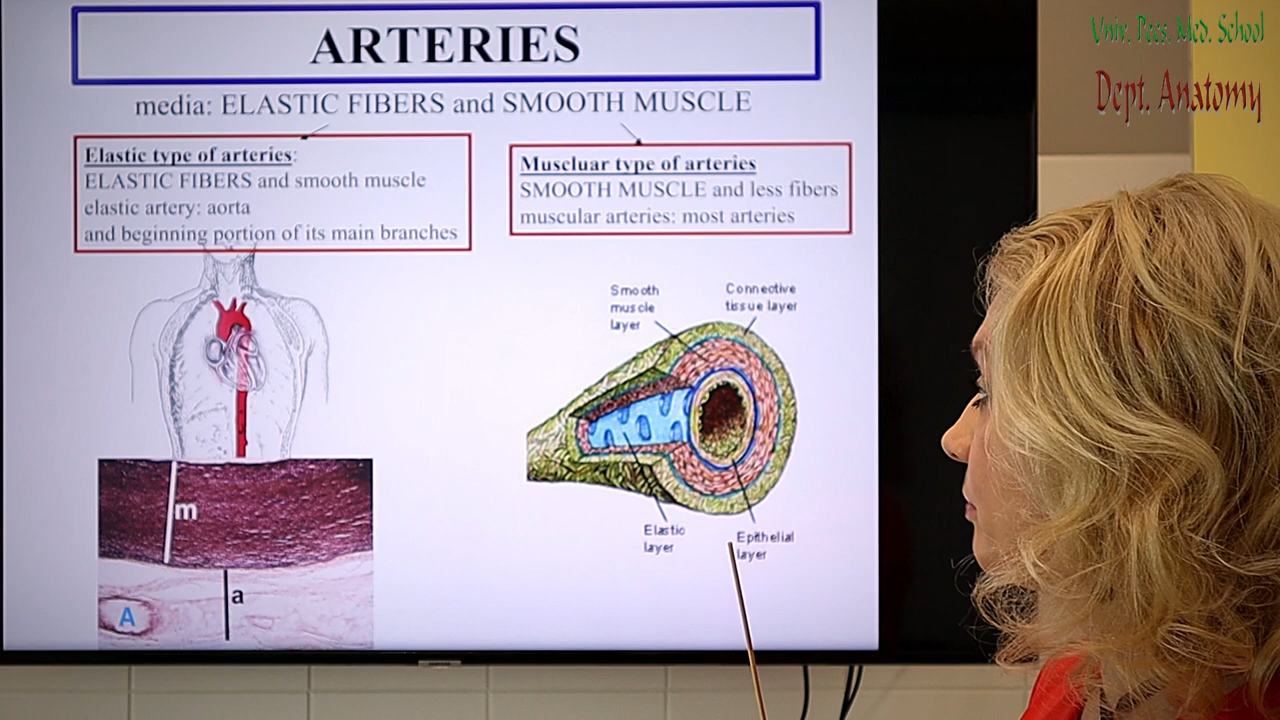 Univ. Pecs. Med. School
Dept. Anatomy
ARTERIES
media: ELASTIC FIBERS and SMOOTH MUSCLE
Elastic type of arteries:
ELASTIC FIBERS and smooth muscle
elastic artery: aorta
and beginning portion of its main branches
Muscluar type of arteries
SMOOTH MUSCLE and less fibers
muscular arteries: most arteries
Smooth
muscle
layer
Connective
tissue layer
Elastic
layer
Epithelial
layer
m
a
A